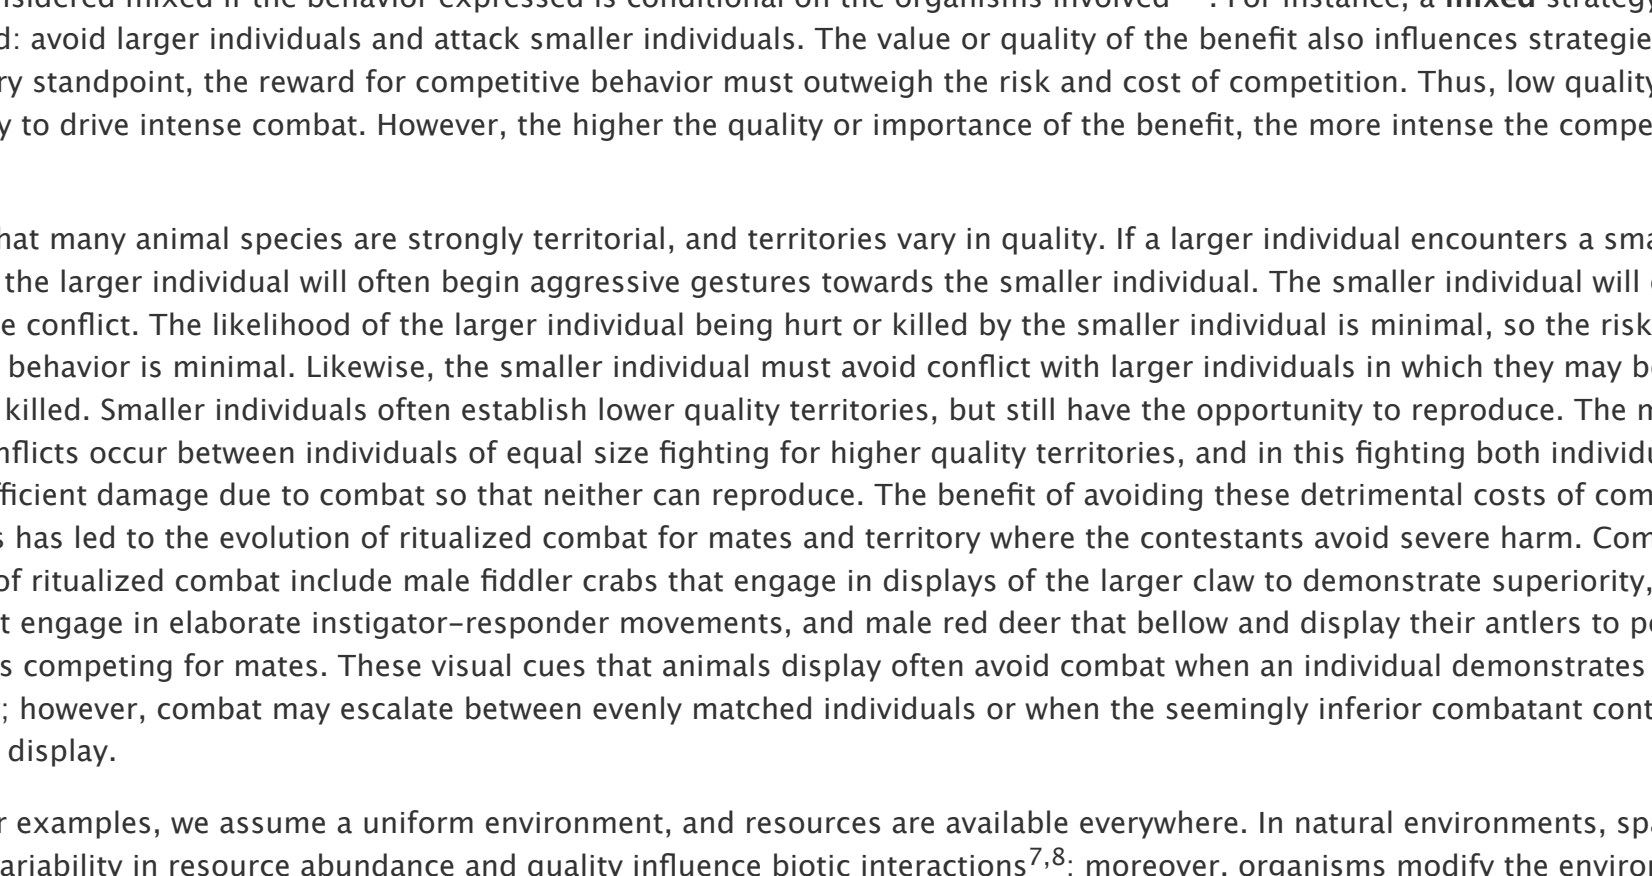 nsidered mixed if the behavior expressed is conditional on the organisms involved . For instance, a mixed strategy
d: avoid larger individuals and attack smaller individuals. The value or quality of the benefit also influences strategie
ry standpoint, the reward for competitive behavior must outweigh the risk and cost of competition. Thus, low quality
y to drive intense combat. However, the higher the quality or importance of the benefit, the more intense the compe
hat many animal species are strongly territorial, and territories vary in quality. If a larger individual encounters a sma
the larger individual will often begin aggressive gestures towards the smaller individual. The smaller individual will
e conflict. The likelihood of the larger individual being hurt or killed by the smaller individual is minimal, so the risk
behavior is minimal. Likewise, the smaller individual must avoid conflict with larger individuals in which they may b
killed. Smaller individuals often establish lower quality territories, but still have the opportunity to reproduce. The m
nflicts occur between individuals of equal size fighting for higher quality territories, and in this fighting both individu
fficient damage due to combat so that neither can reproduce. The benefit of avoiding these detrimental costs of com
s has led to the evolution of ritualized combat for mates and territory where the contestants avoid severe harm. Com
of ritualized combat include male fiddler crabs that engage in displays of the larger claw to demonstrate superiority,
t engage in elaborate instigator–responder movements, and male red deer that bellow and display their antlers to p
s competing for mates. These visual cues that animals display often avoid combat when an individual demonstrates
; however, combat may escalate between evenly matched individuals or when the seemingly inferior combatant cont
display.
r examples, we assume a uniform environment, and resources are available everywhere. In natural environments, spa
ariability in resource abundance and quality influence biotic interactions7,8; moreover, organisms modify the enviro